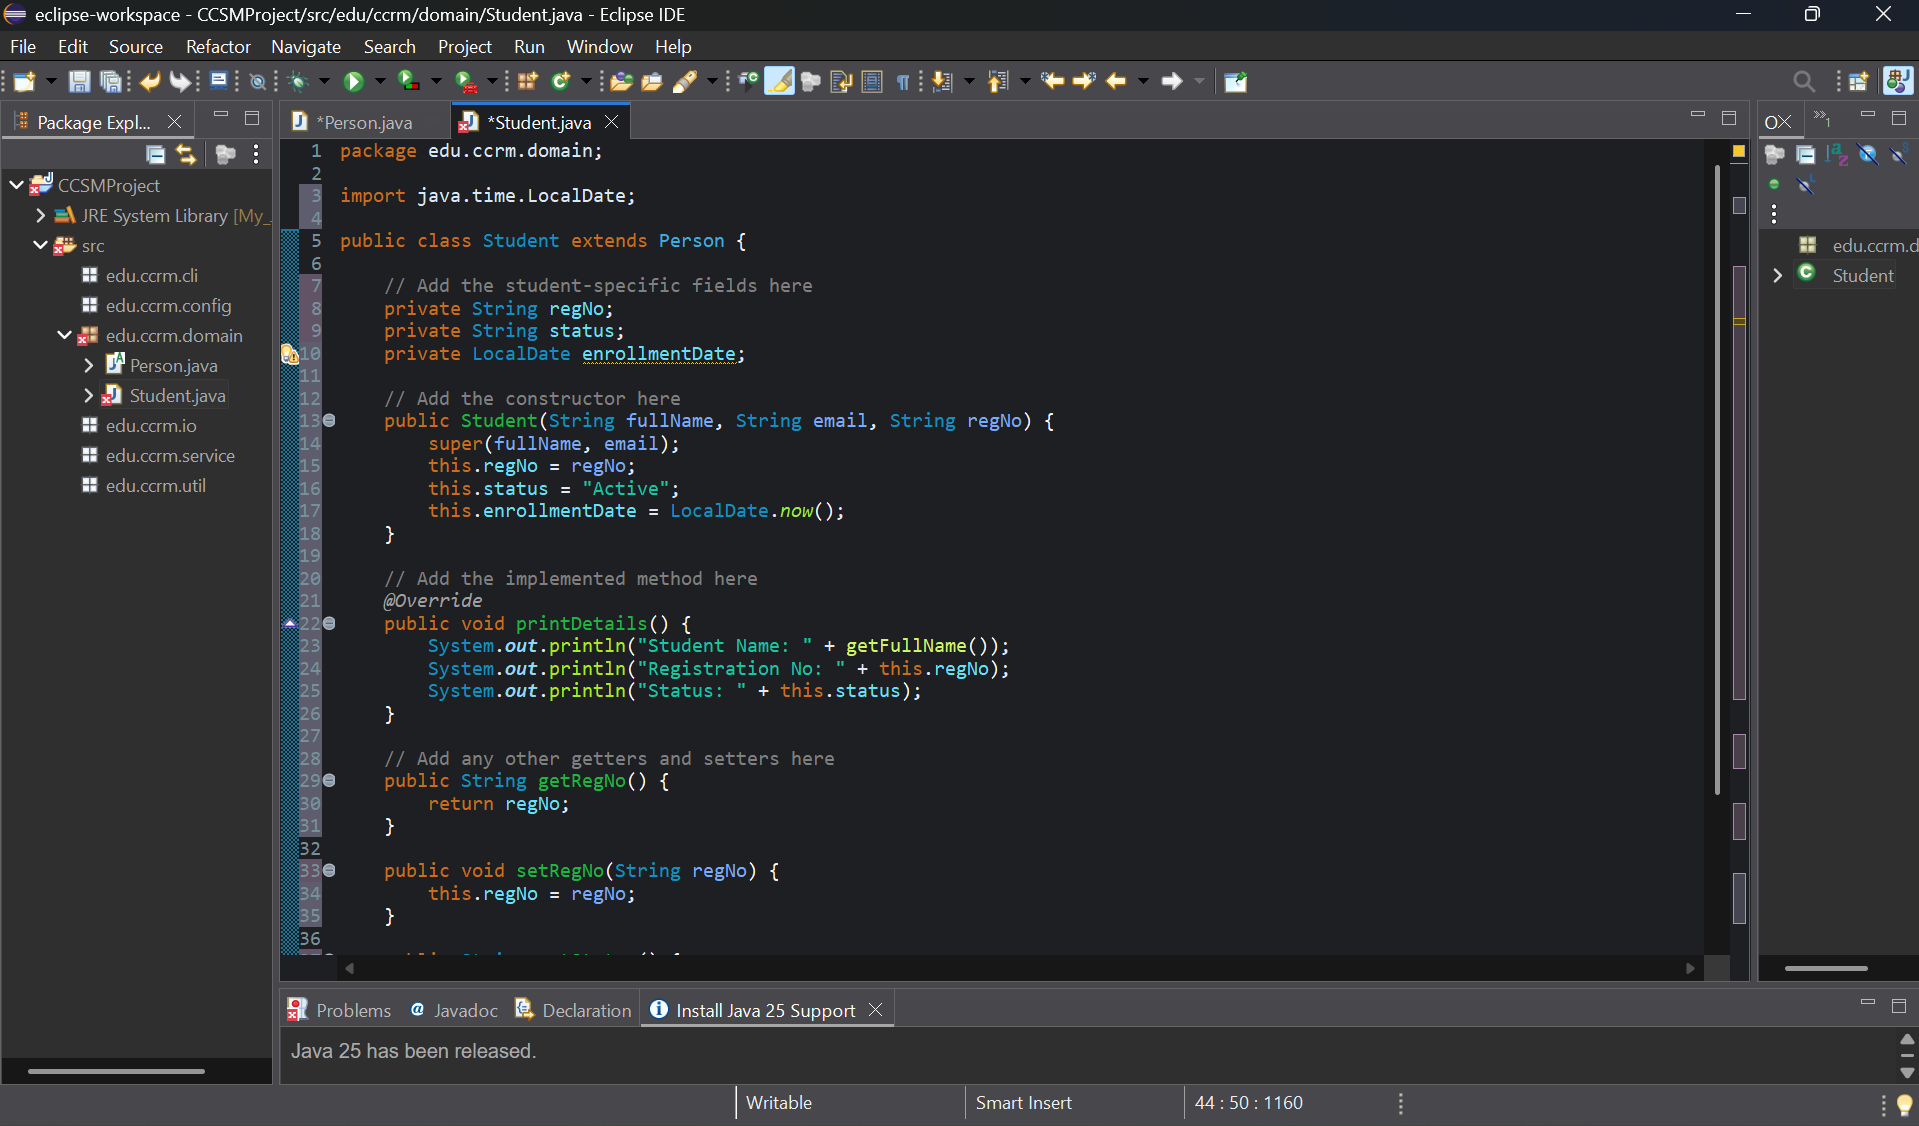 eclipse-workspace - CCSMProject/src/edu/ccrm/domain/Student.java - Eclipse IDE
File Edit Source Refactor Navigate Search Project Run Window Help
Package Expl...
*Person.java
*Student.java
CCSMProject
JRE System Library [My_
src
edu.ccrm.cli
edu.ccrm.config
edu.ccrm.domain
Person.java
Student.java
edu.ccrm.io
edu.ccrm.service
edu.ccrm.util
1 package edu.ccrm.domain;
2
3 import java.time.LocalDate;
4
5 public class Student extends Person {
6
7 // Add the student-specific fields here
8 private String regNo;
9 private String status;
10 private LocalDate enrollmentDate;
11
12 // Add the constructor here
13 public Student(String fullName, String email, String regNo) {
14 super(fullName, email);
15 this.regNo = regNo;
16 this.status = "Active";
17 this.enrollmentDate = LocalDate.now();
18 }
19
20 // Add the implemented method here
21 @Override
22 public void printDetails() {
23 System.out.println("Student Name: " + getFullName());
24 System.out.println("Registration No: " + this.regNo);
25 System.out.println("Status: " + this.status);
26 }
27
28 // Add any other getters and setters here
29 public String getRegNo() {
30 return regNo;
31 }
32
33 public void setRegNo(String regNo) {
34 this.regNo = regNo;
35 }
36
edu.ccrm.d
Student
Problems
Javadoc
Declaration
Install Java 25 Support
Java 25 has been released.
Writable
Smart Insert
44 : 50 : 1160